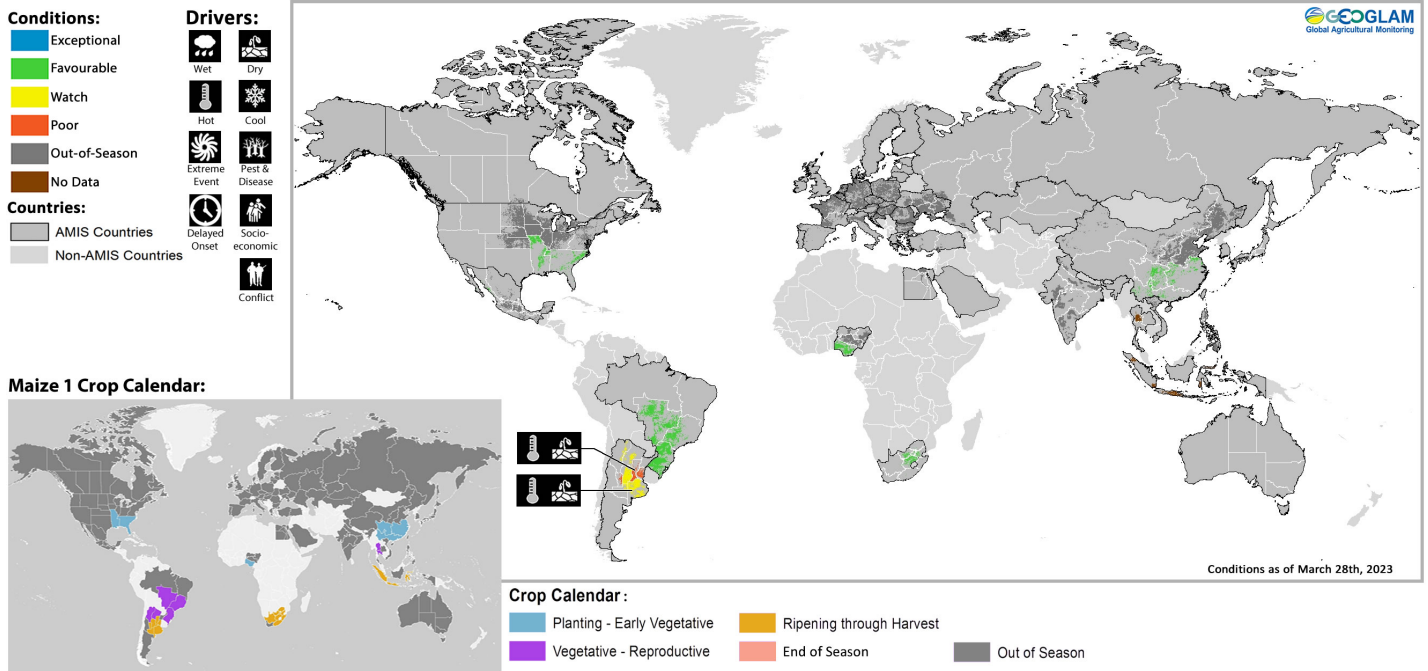 Conditions:
Exceptional
Favourable
Watch
Poor
Out-of-Season
No Data
Countries:
AMIS Countries
Non-AMIS Countries
Drivers:
Wet
Dry
Hot
Cool
Extreme
Event
Pest &
Disease
Delayed
Onset
Socio-
economic
Conflict
GEOGLAM
Global Agricultural Monitoring
Maize 1 Crop Calendar:
Conditions as of March 28th, 2023
Crop Calendar :
Planting - Early Vegetative
Vegetative - Reproductive
Ripening through Harvest
End of Season
Out of Season